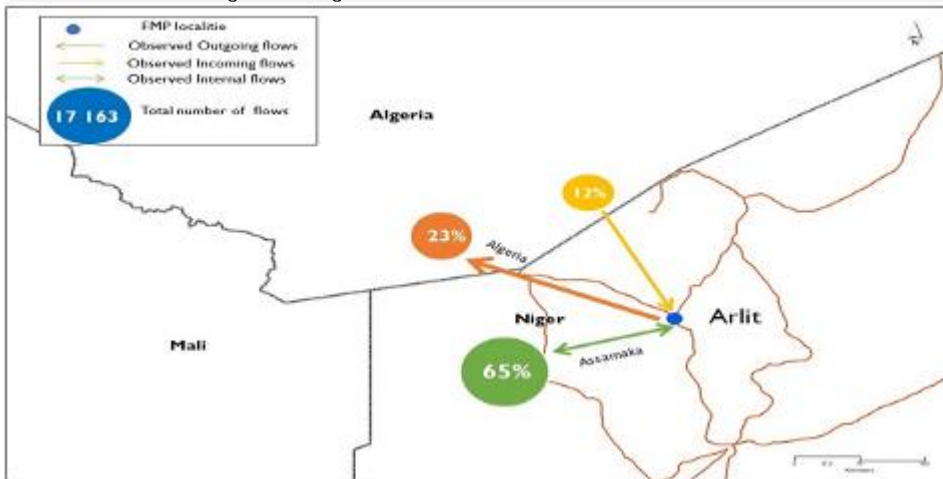 FMP localitie
Observed Outgoing flows
Observed Incoming flows
Observed Internal flows
17 163
Total number of flows
Algeria
12%
23%
Algeria
Niger
Arlit
Mali
Assamaka
65%